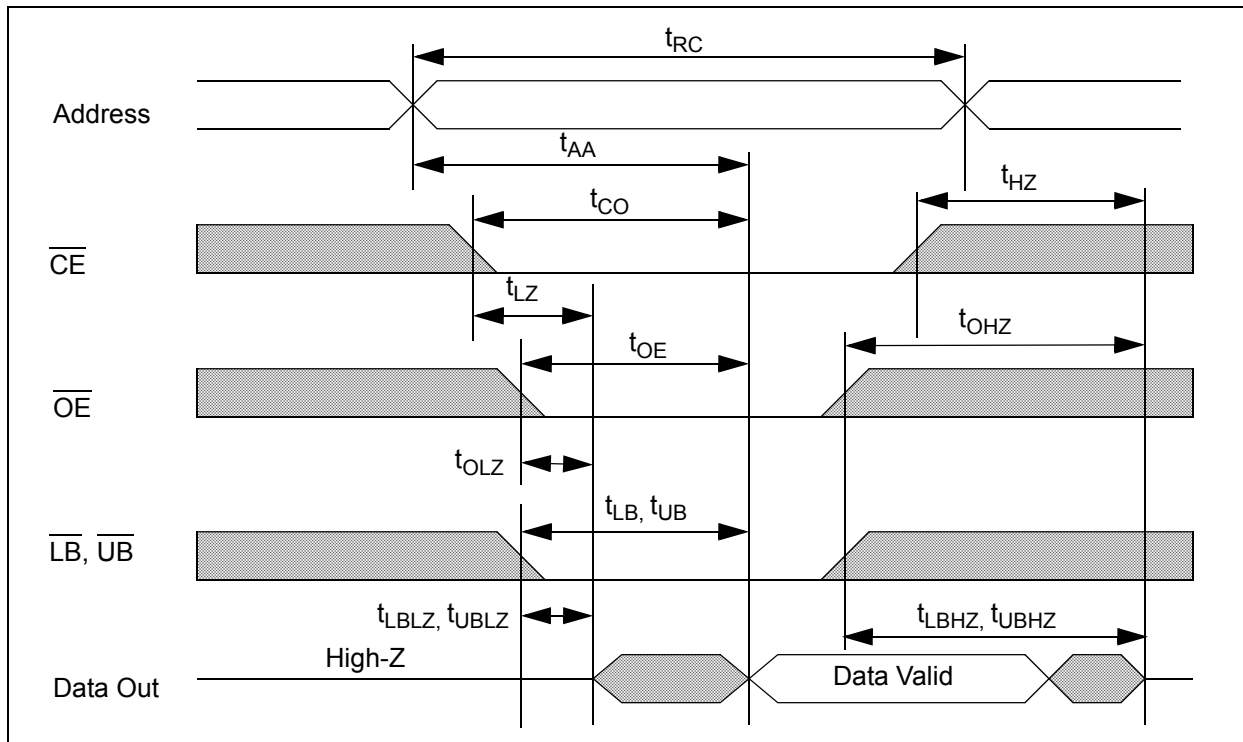 tRC
Address
tAA
tHZ
tCO
CE
tLZ
tOHZ
tOE
OE
tOLZ
tLB, tUB
LB, UB
tLBLZ, tUBLZ
tLBHZ, tUBHZ
High-Z
Data Valid
Data Out